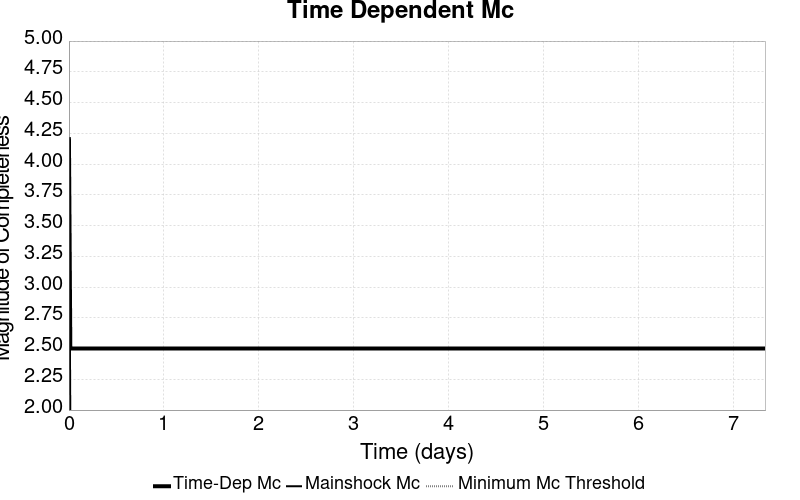 Time Dependent Mc
5.00
4.75
4.50
4.25
4.00
3.75
3.50
3.25
3.00
2.75
2.50
2.25
2.00
Magnitude of Completeness
0 1 2 3 4 5 6 7
Time (days)
Time-Dep Mc Mainshock Mc Minimum Mc Threshold